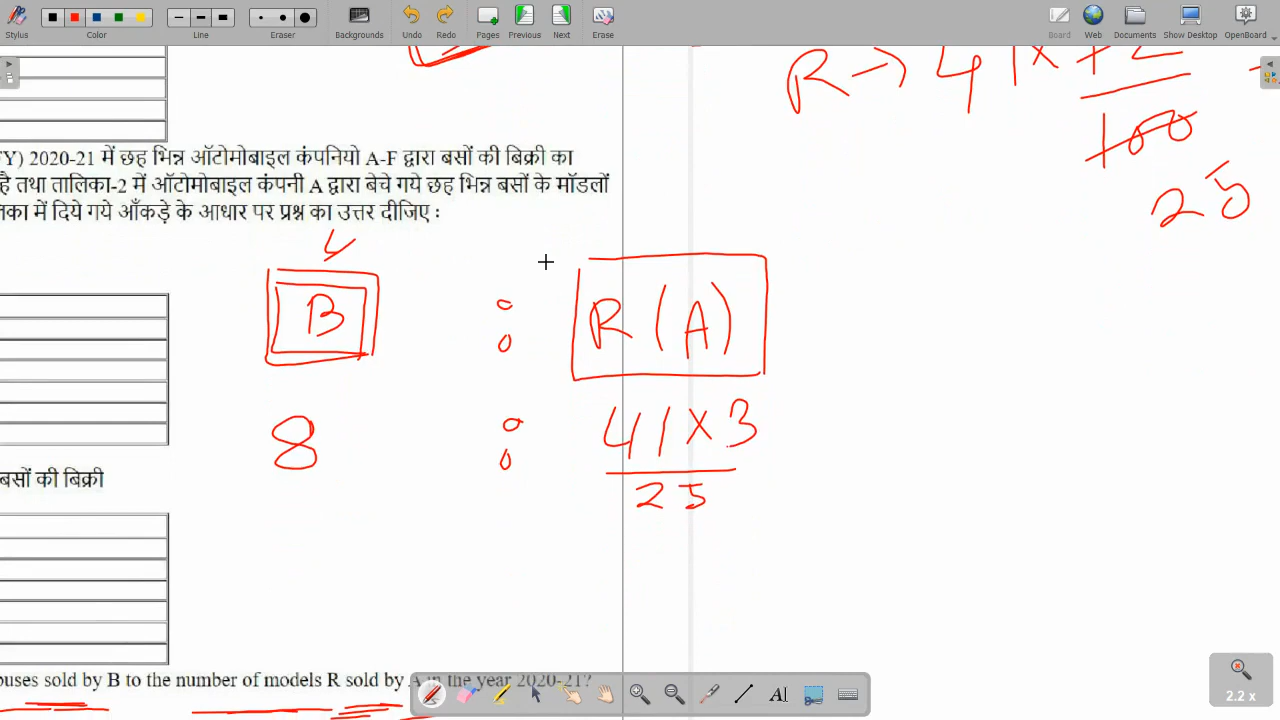 Stylus
Color
Line
Eraser
Backgrounds
Undo
Redo
Pages
Previous
Next
Erase
Board
Web
Documents
Show Desktop
OpenBoard
R → 41 × 12
100
25
FY) 2020-21 में छह भिन्न ऑटोमोबाइल कंपनियो A-F द्वारा बसों की बिक्री का
है तथा तालिका-2 में ऑटोमोबाइल कंपनी A द्वारा बेचे गये छह भिन्न बसों के मॉडलों
में दिये गये आँकड़े के आधार पर प्रश्न का उत्तर दीजिए :
B : R (A)
8 : 41 × 3
25
बसों की बिक्री
buses sold by B to the number of models R sold by A in the year 2020-21?
2.2 x